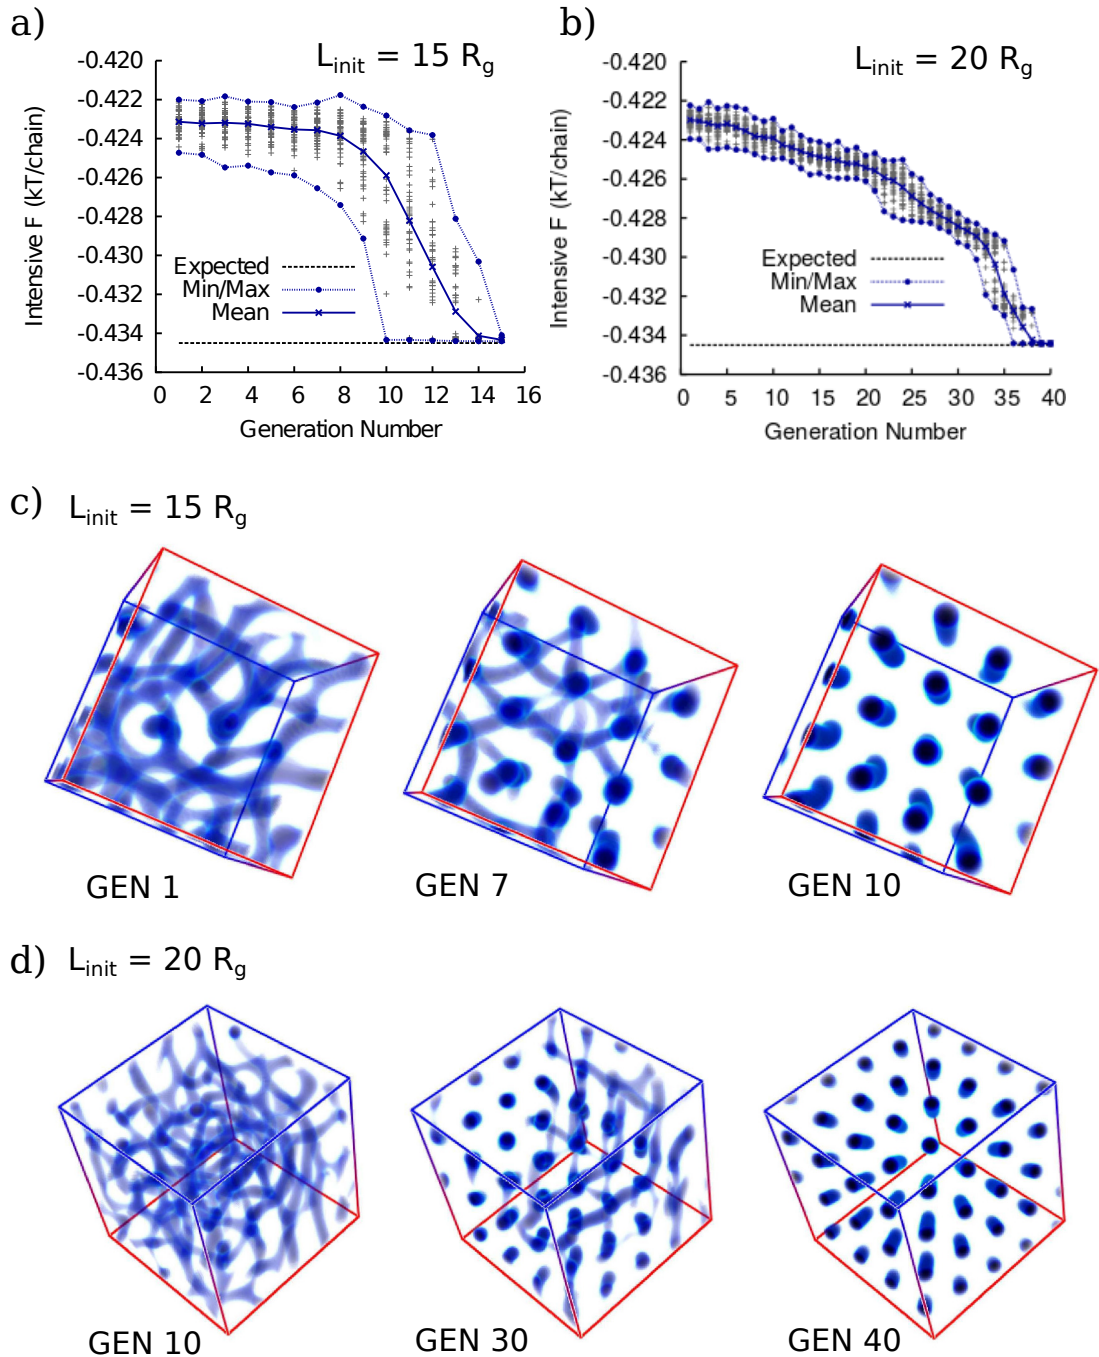 a)
L_init = 15 R_g
-0.420
-0.422
-0.424
-0.426
-0.428
-0.430
-0.432
-0.434
-0.436
Intensive F (kT/chain)
Expected
Min/Max
Mean
0 2 4 6 8 10 12 14 16
Generation Number
b)
L_init = 20 R_g
-0.420
-0.422
-0.424
-0.426
-0.428
-0.430
-0.432
-0.434
-0.436
Intensive F (kT/chain)
Expected
Min/Max
Mean
0 5 10 15 20 25 30 35 40
Generation Number
c) L_init = 15 R_g
GEN 1
GEN 7
GEN 10
d) L_init = 20 R_g
GEN 10
GEN 30
GEN 40